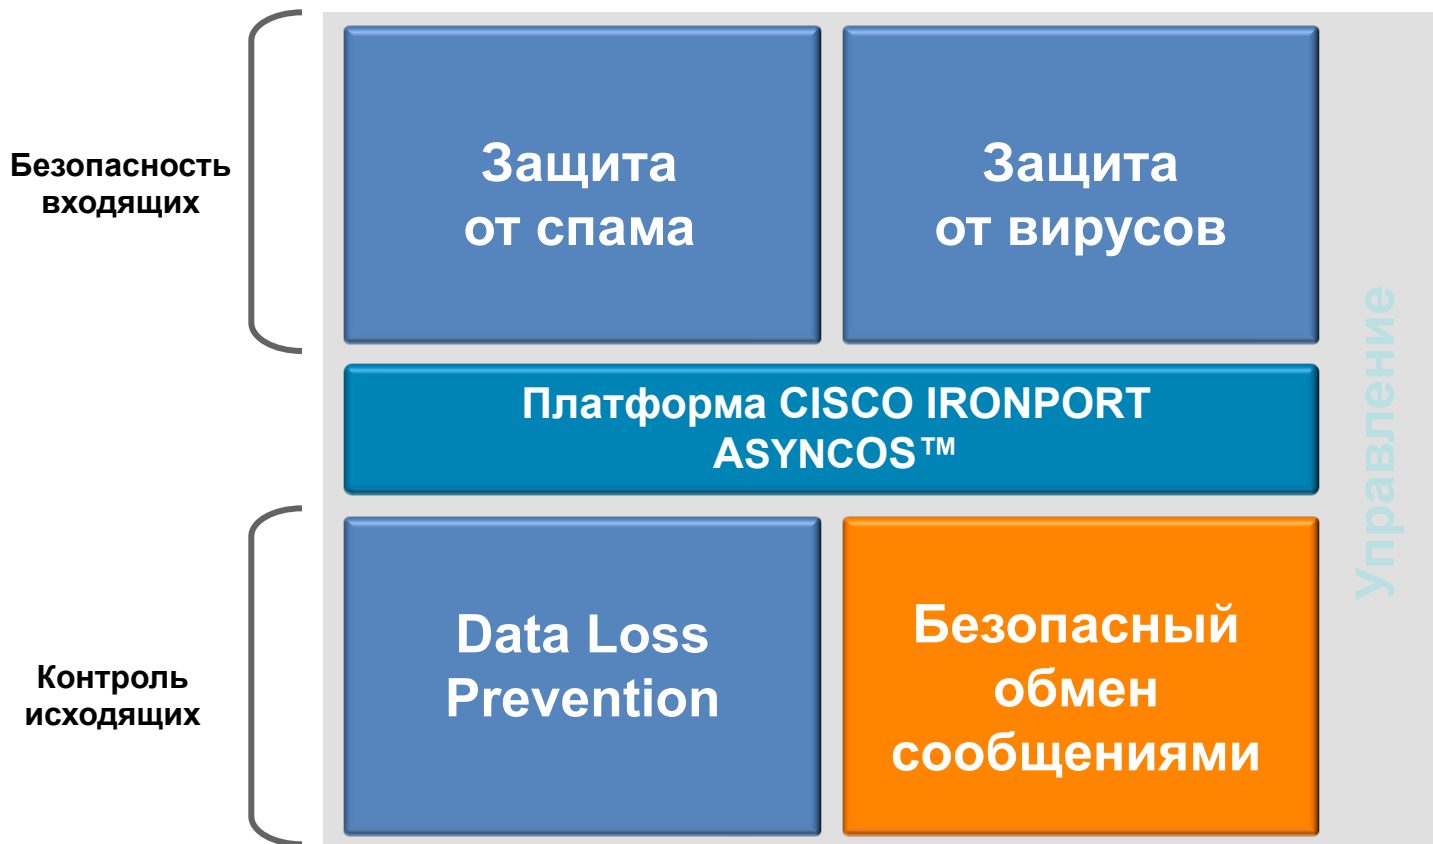 Безопасность
входящих
Защита
от спама
Защита
от вирусов
Платформа CISCO IRONPORT
ASYNCOS™
Управление
Контроль
исходящих
Data Loss
Prevention
Безопасный
обмен
сообщениями